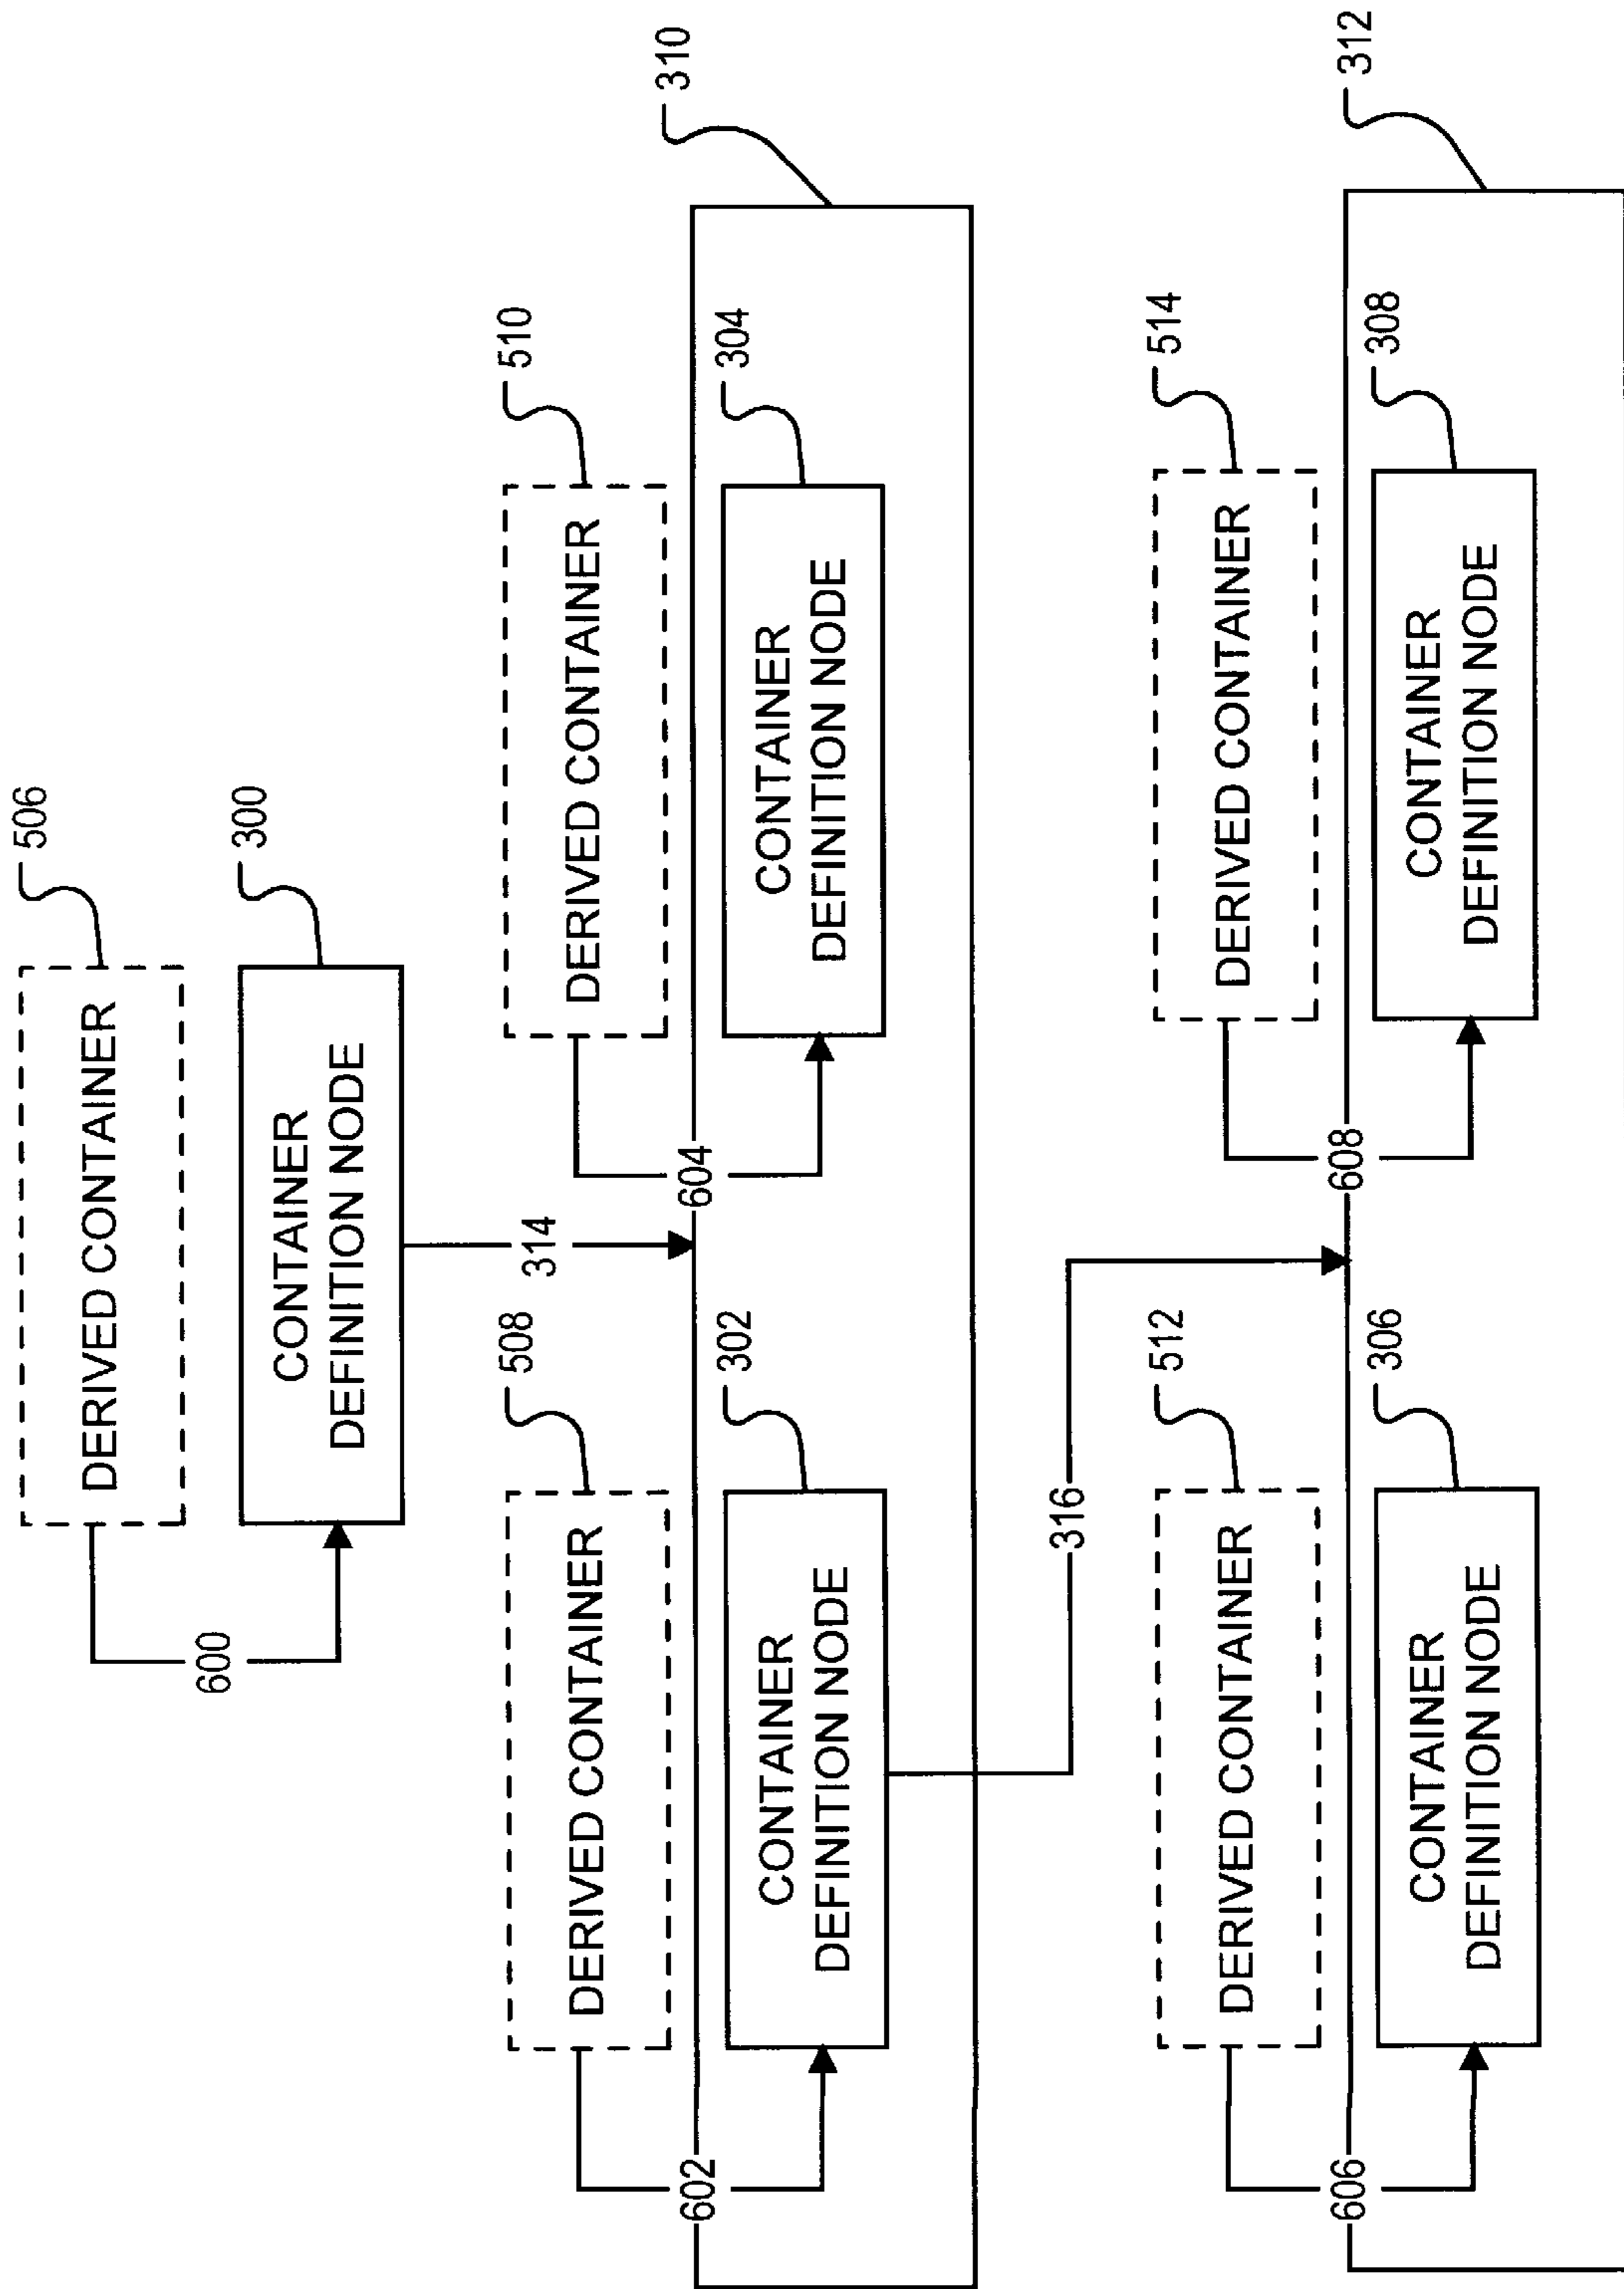 506
DERIVED CONTAINER
300
600
CONTAINER
DEFINITION NODE
314
310
508
DERIVED CONTAINER
510
DERIVED CONTAINER
602
302
604
304
CONTAINER
DEFINITION NODE
CONTAINER
DEFINITION NODE
316
312
512
DERIVED CONTAINER
514
DERIVED CONTAINER
606
306
608
308
CONTAINER
DEFINITION NODE
CONTAINER
DEFINITION NODE